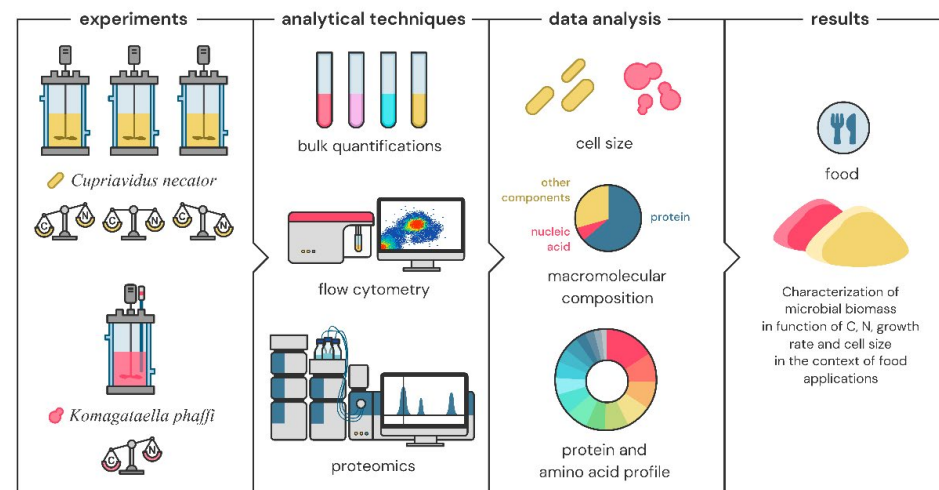 experiments
Cupriavidus necator
C N
C N
C N
Komagataella phaffi
C N
analytical techniques
bulk quantifications
flow cytometry
proteomics
data analysis
cell size
other
components
protein
nucleic
acid
macromolecular
composition
protein and
amino acid profile
results
food
Characterization of
microbial biomass
in function of C, N, growth
rate and cell size
in the context of food
applications